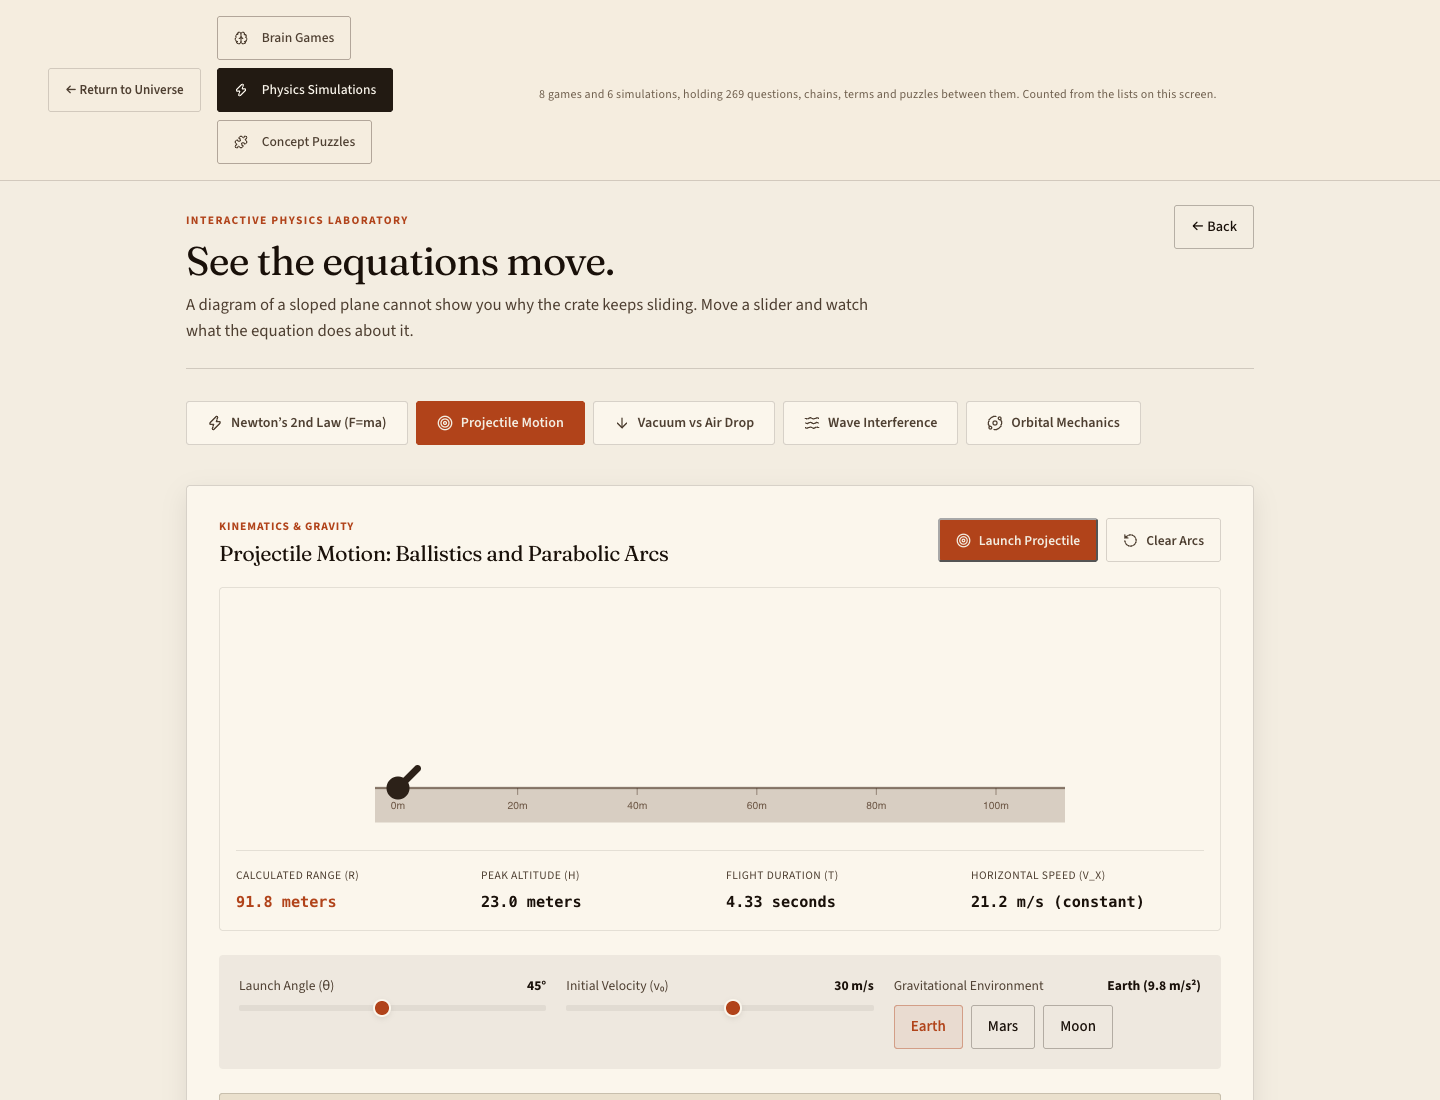 Brain Games
← Return to Universe
Physics Simulations
8 games and 6 simulations, holding 269 questions, chains, terms and puzzles between them. Counted from the lists on this screen.
Concept Puzzles
INTERACTIVE PHYSICS LABORATORY
← Back
See the equations move.
A diagram of a sloped plane cannot show you why the crate keeps sliding. Move a slider and watch
what the equation does about it.
Newton’s 2nd Law (F=ma)
Projectile Motion
Vacuum vs Air Drop
Wave Interference
Orbital Mechanics
KINEMATICS & GRAVITY
Projectile Motion: Ballistics and Parabolic Arcs
Launch Projectile
Clear Arcs
0m 20m 40m 60m 80m 100m
CALCULATED RANGE (R) PEAK ALTITUDE (H) FLIGHT DURATION (T) HORIZONTAL SPEED (V_X)
91.8 meters 23.0 meters 4.33 seconds 21.2 m/s (constant)
Launch Angle (θ) 45° Initial Velocity (v₀) 30 m/s Gravitational Environment Earth (9.8 m/s²)
Earth Mars Moon